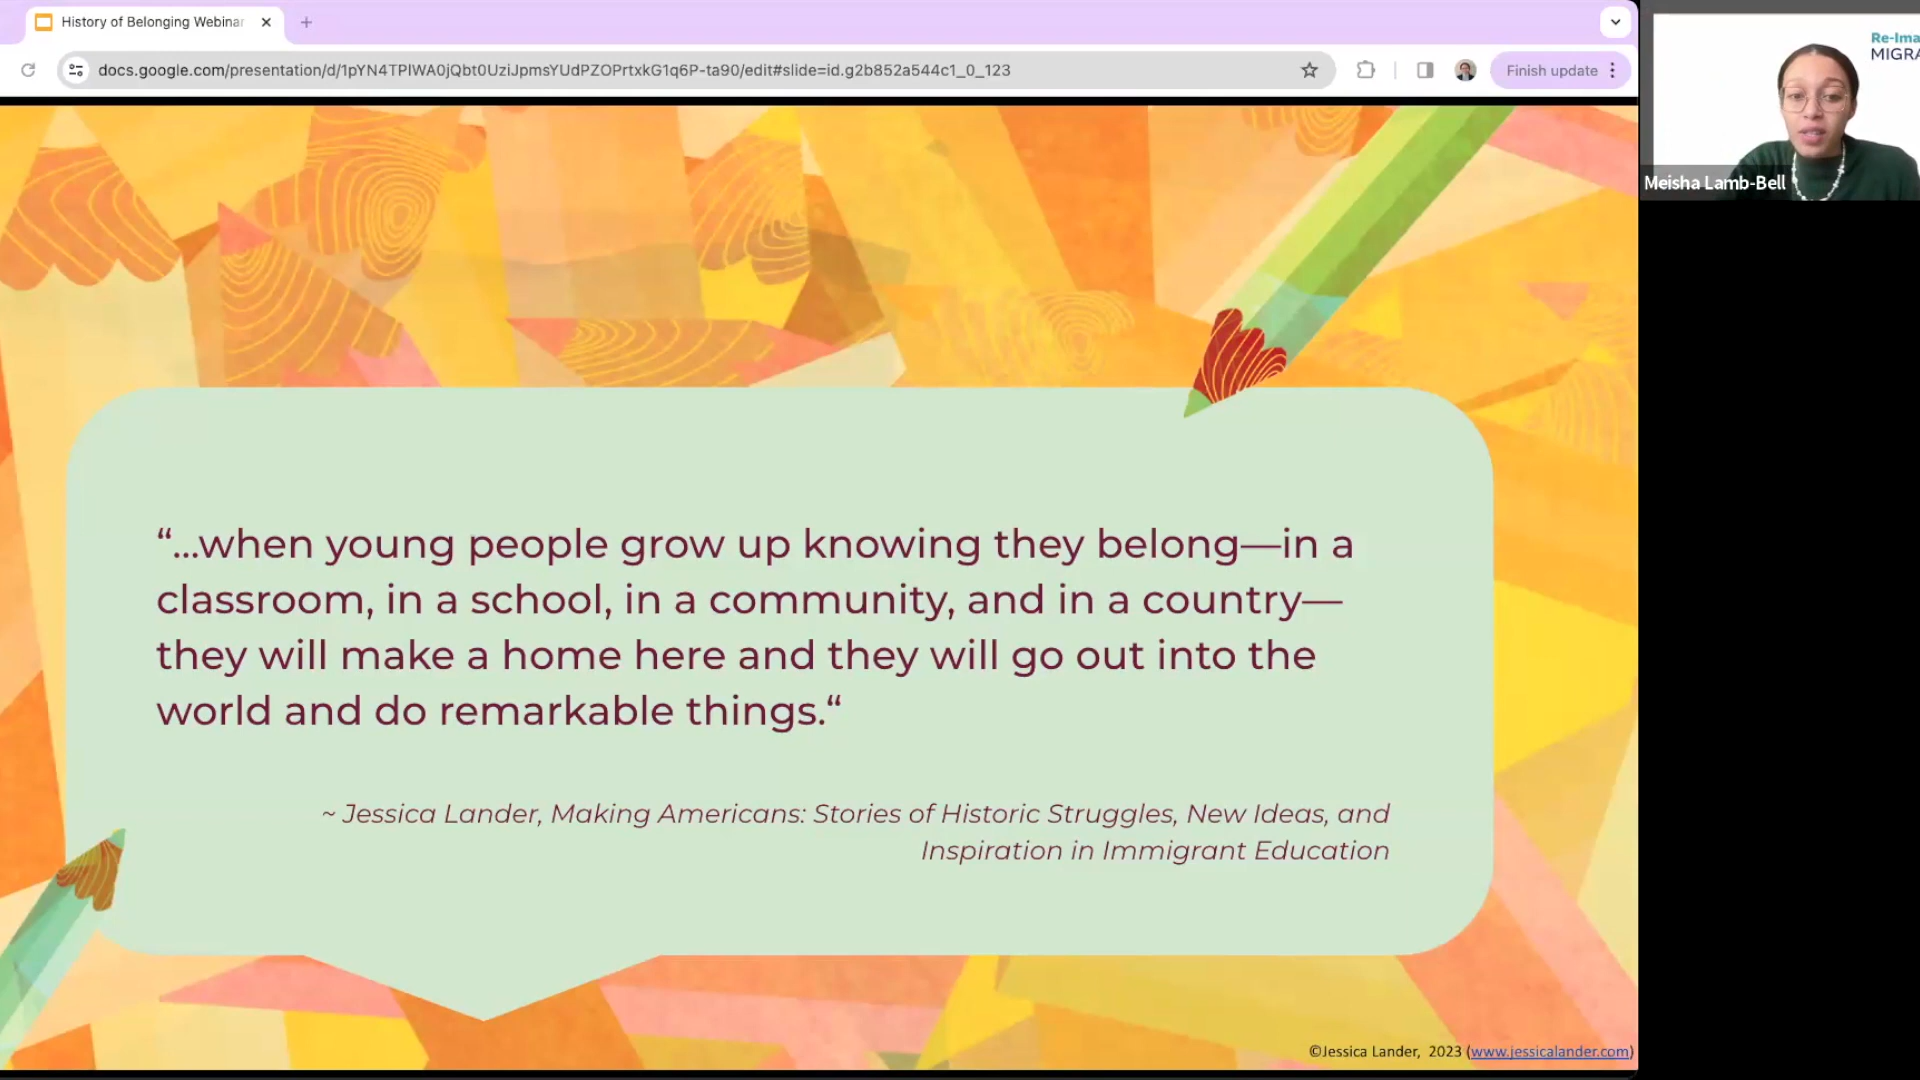 History of Belonging Webinar
docs.google.com/presentation/d/1pYN4TPlWA0jQbt0UziJpmsYUdPZOPrtxkG1q6P-ta90/edit#slide=id.g2b852a544c1_0_123
Finish update
Re-Ima
MIGRA
Meisha Lamb-Bell
“...when young people grow up knowing they belong—in a
classroom, in a school, in a community, and in a country—
they will make a home here and they will go out into the
world and do remarkable things.“
~ Jessica Lander, Making Americans: Stories of Historic Struggles, New Ideas, and
Inspiration in Immigrant Education
©Jessica Lander, 2023 (www.jessicalander.com)